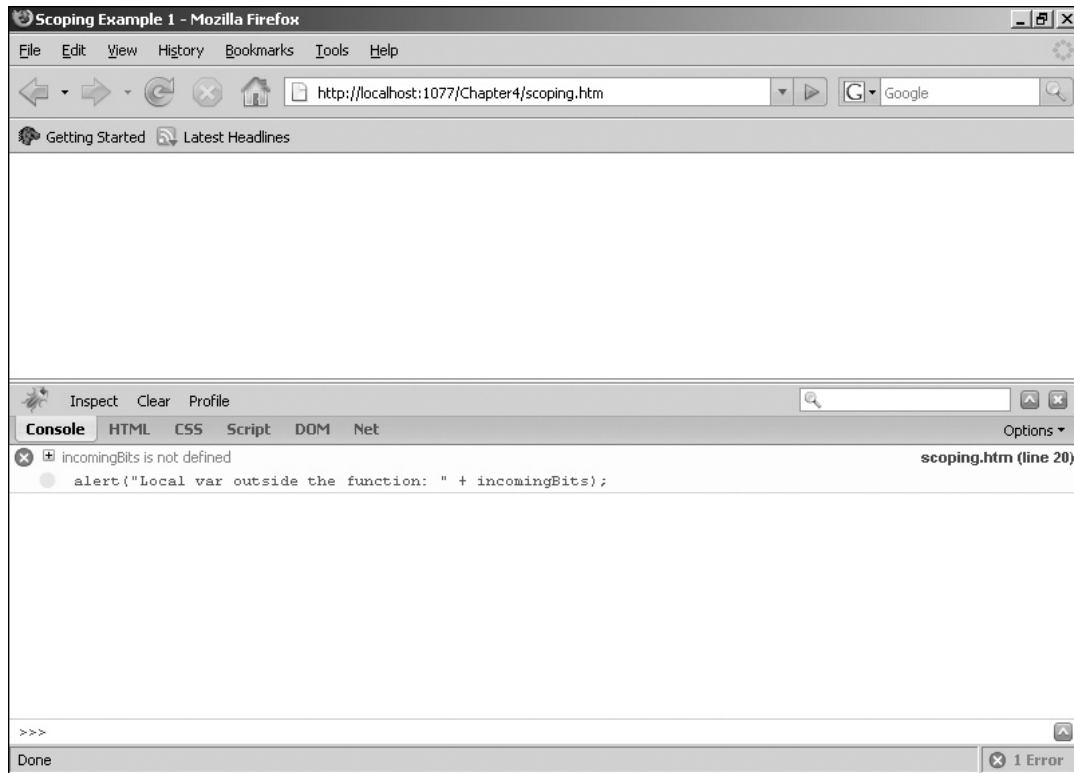 Scoping Example 1 - Mozilla Firefox
File Edit View History Bookmarks Tools Help
http://localhost:1077/Chapter4/scoping.htm G Google
Getting Started Latest Headlines
Inspect Clear Profile
Console HTML CSS Script DOM Net Options
incomingBits is not defined scoping.htm (line 20)
alert("Local var outside the function: " + incomingBits);
>>>
Done 1 Error